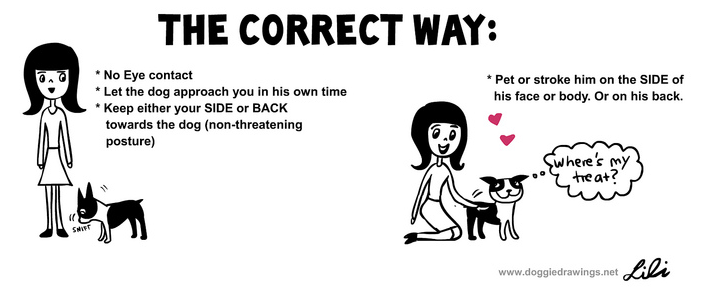 THE CORRECT WAY:
* No Eye contact
* Let the dog approach you in his own time
* Keep either your SIDE or BACK
towards the dog (non-threatening
posture)
SNIFF
* Pet or stroke him on the SIDE of
his face or body. Or on his back.
Where's my
treat?
www.doggiedrawings.net
Lili